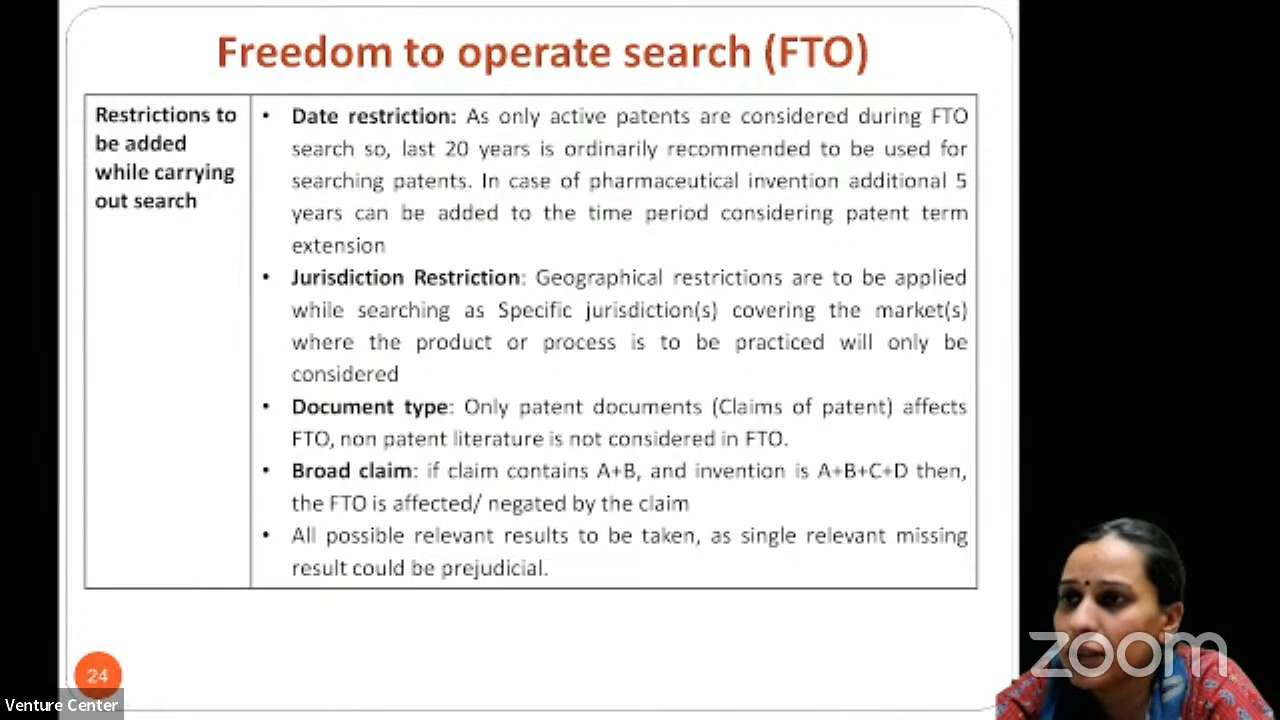 Freedom to operate search (FTO)
Restrictions to
be added
while carrying
out search
• Date restriction: As only active patents are considered during FTO
search so, last 20 years is ordinarily recommended to be used for
searching patents. In case of pharmaceutical invention additional 5
years can be added to the time period considering patent term
extension
• Jurisdiction Restriction: Geographical restrictions are to be applied
while searching as Specific jurisdiction(s) covering the market(s)
where the product or process is to be practiced will only be
considered
• Document type: Only patent documents (Claims of patent) affects
FTO, non patent literature is not considered in FTO.
• Broad claim: if claim contains A+B, and invention is A+B+C+D then,
the FTO is affected/ negated by the claim
• All possible relevant results to be taken, as single relevant missing
result could be prejudicial.
24
Venture Center
zoom